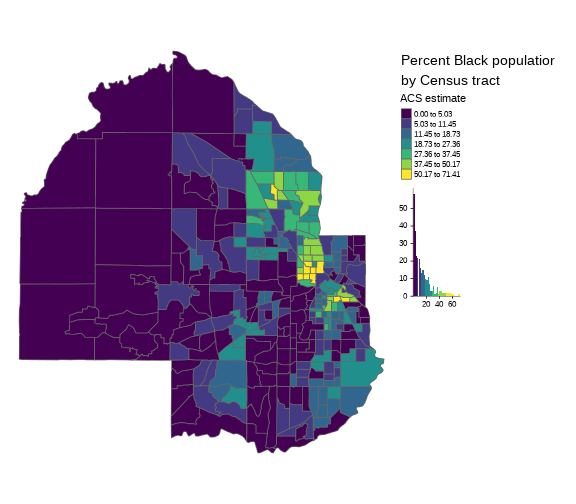 Percent Black population
by Census tract
ACS estimate
0.00 to 5.03
5.03 to 11.45
11.45 to 18.73
18.73 to 27.36
27.36 to 37.45
37.45 to 50.17
50.17 to 71.41
50
40
30
20
10
0
20 40 60